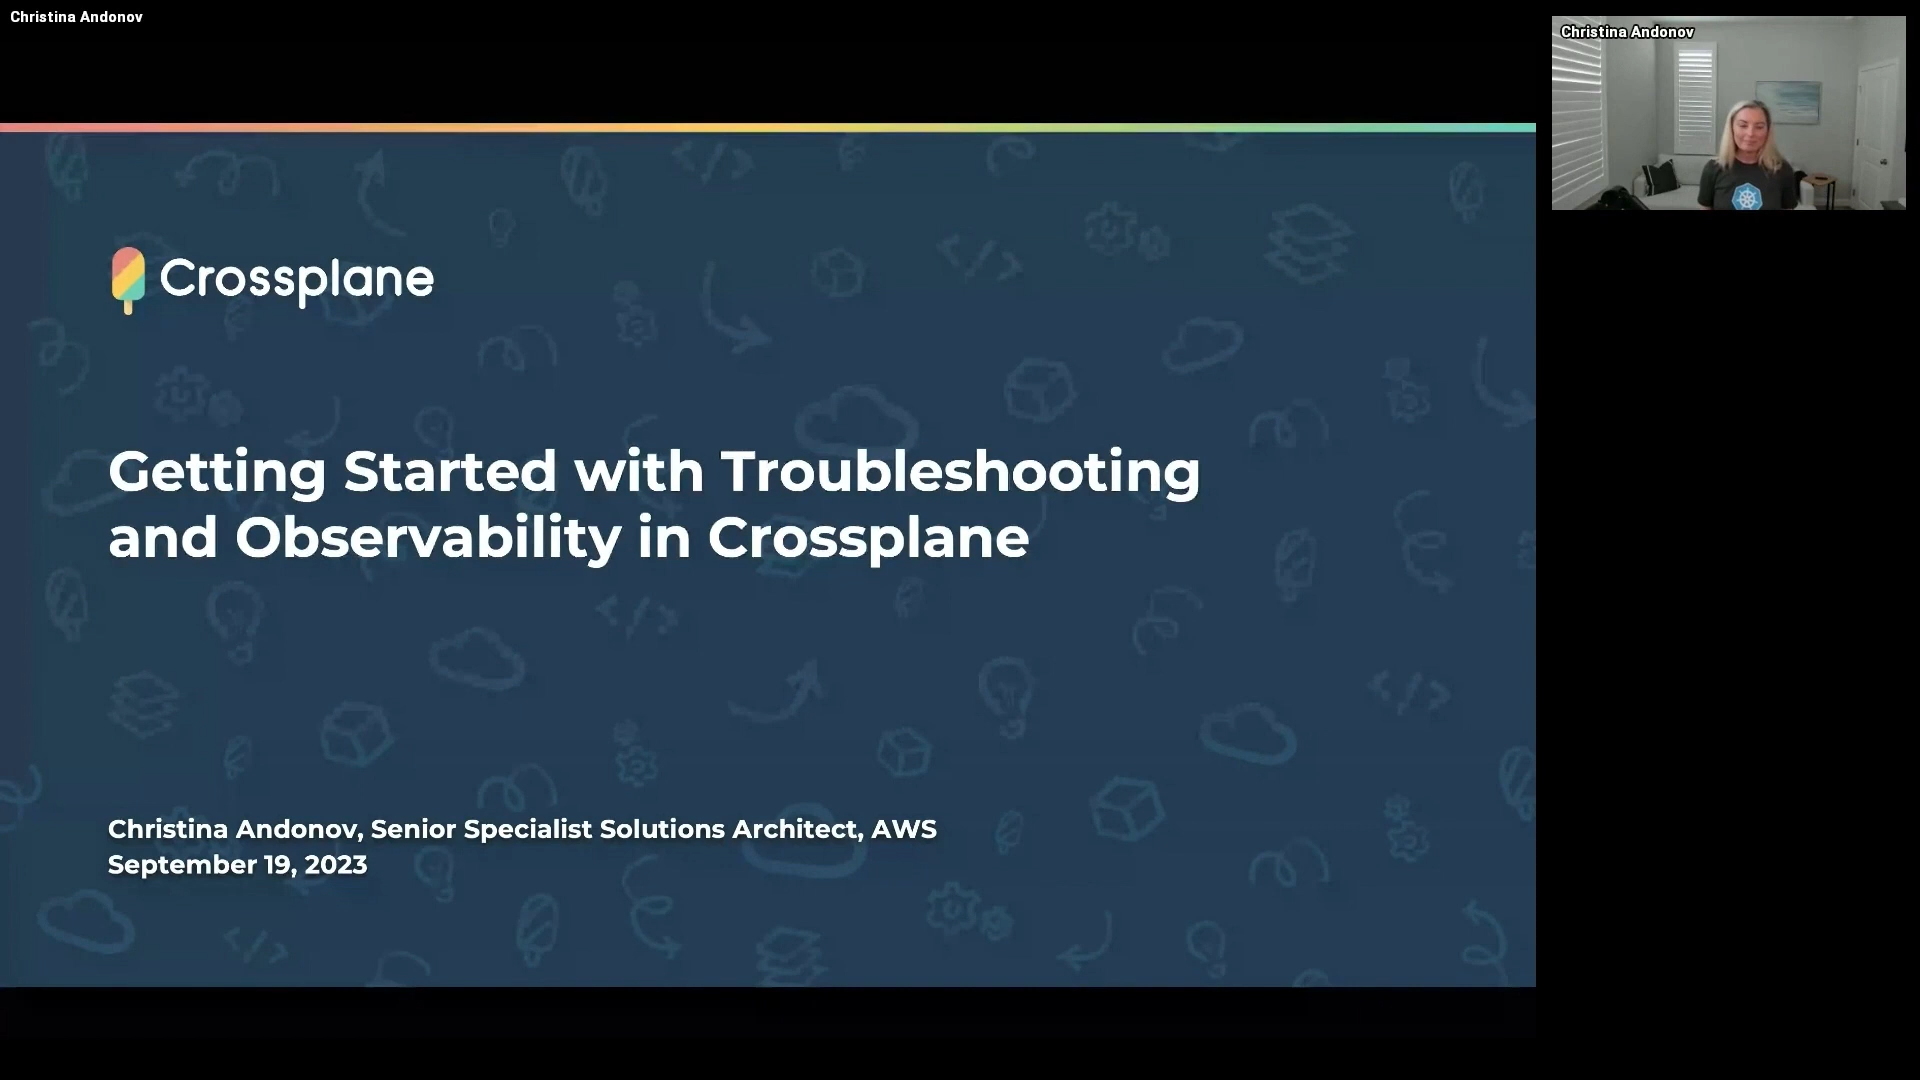 Christina Andonov
Christina Andonov
Crossplane
Getting Started with Troubleshooting
and Observability in Crossplane
Christina Andonov, Senior Specialist Solutions Architect, AWS
September 19, 2023